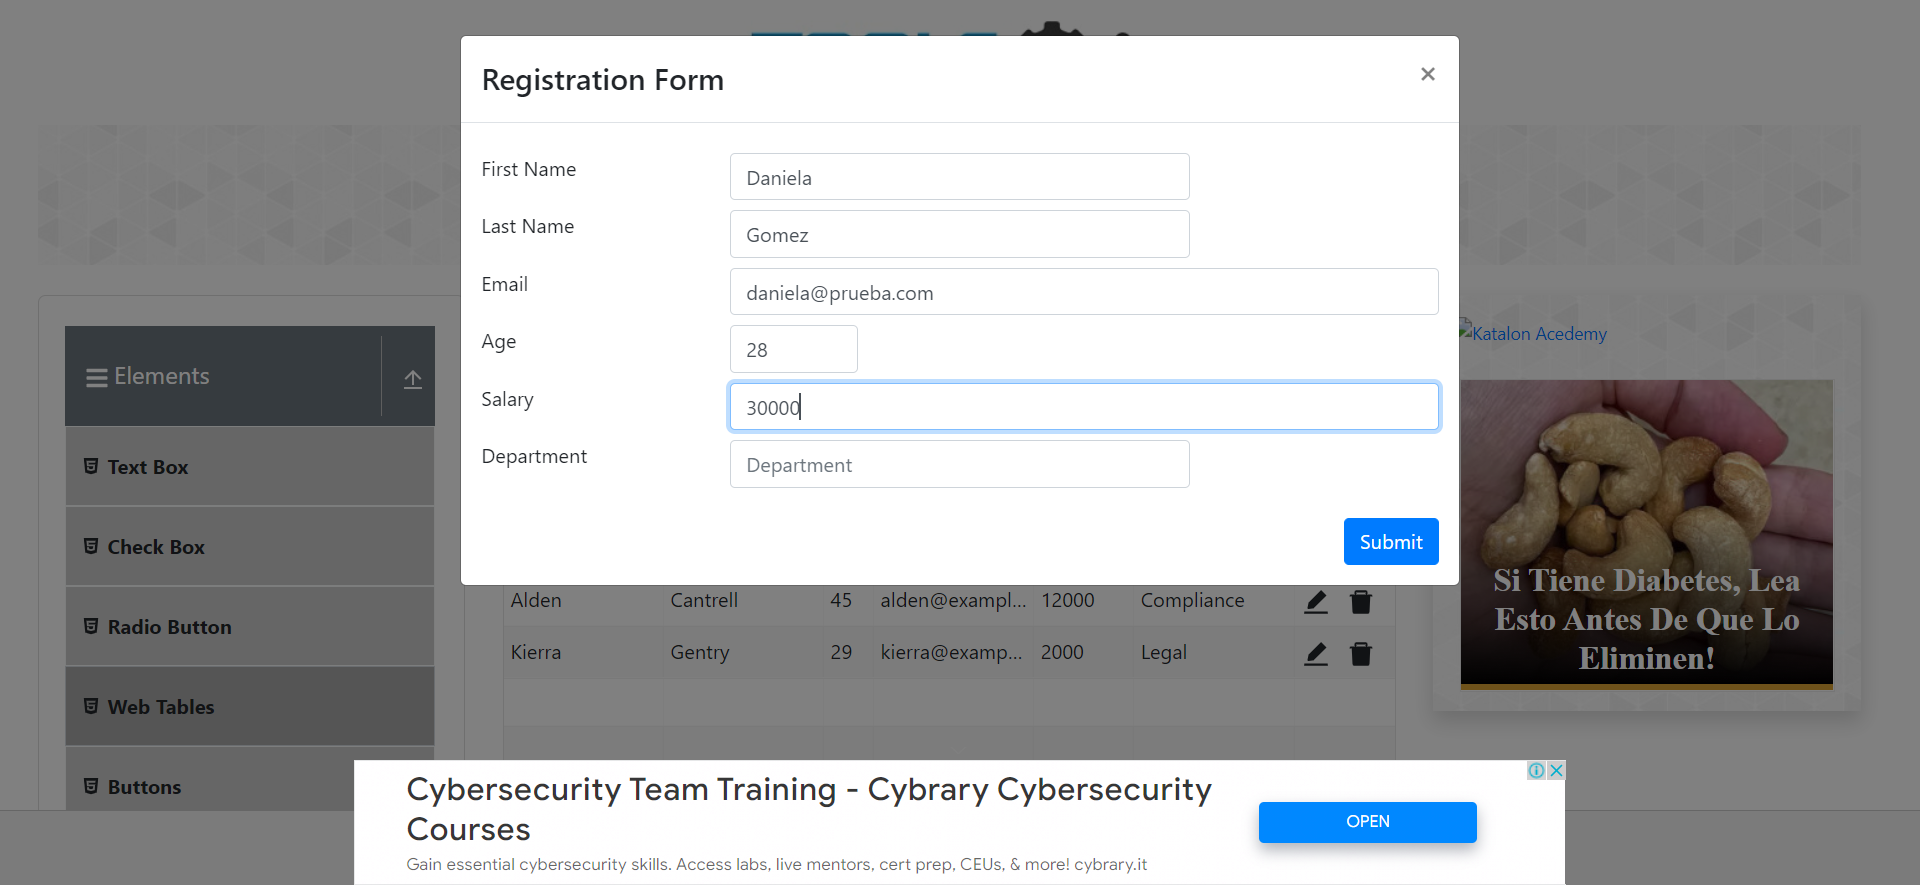 Registration Form
×
First Name
Daniela
Last Name
Gomez
Email
daniela@prueba.com
Age
28
Salary
30000
Department
Department
Submit
Elements
Text Box
Check Box
Radio Button
Web Tables
Buttons
Alden Cantrell 45 alden@exampl... 12000 Compliance
Kierra Gentry 29 kierra@examp... 2000 Legal
Katalon Acedemy
Si Tiene Diabetes, Lea
Esto Antes De Que Lo
Eliminen!
Cybersecurity Team Training - Cybrary Cybersecurity
Courses
Gain essential cybersecurity skills. Access labs, live mentors, cert prep, CEUs, & more! cybrary.it
OPEN